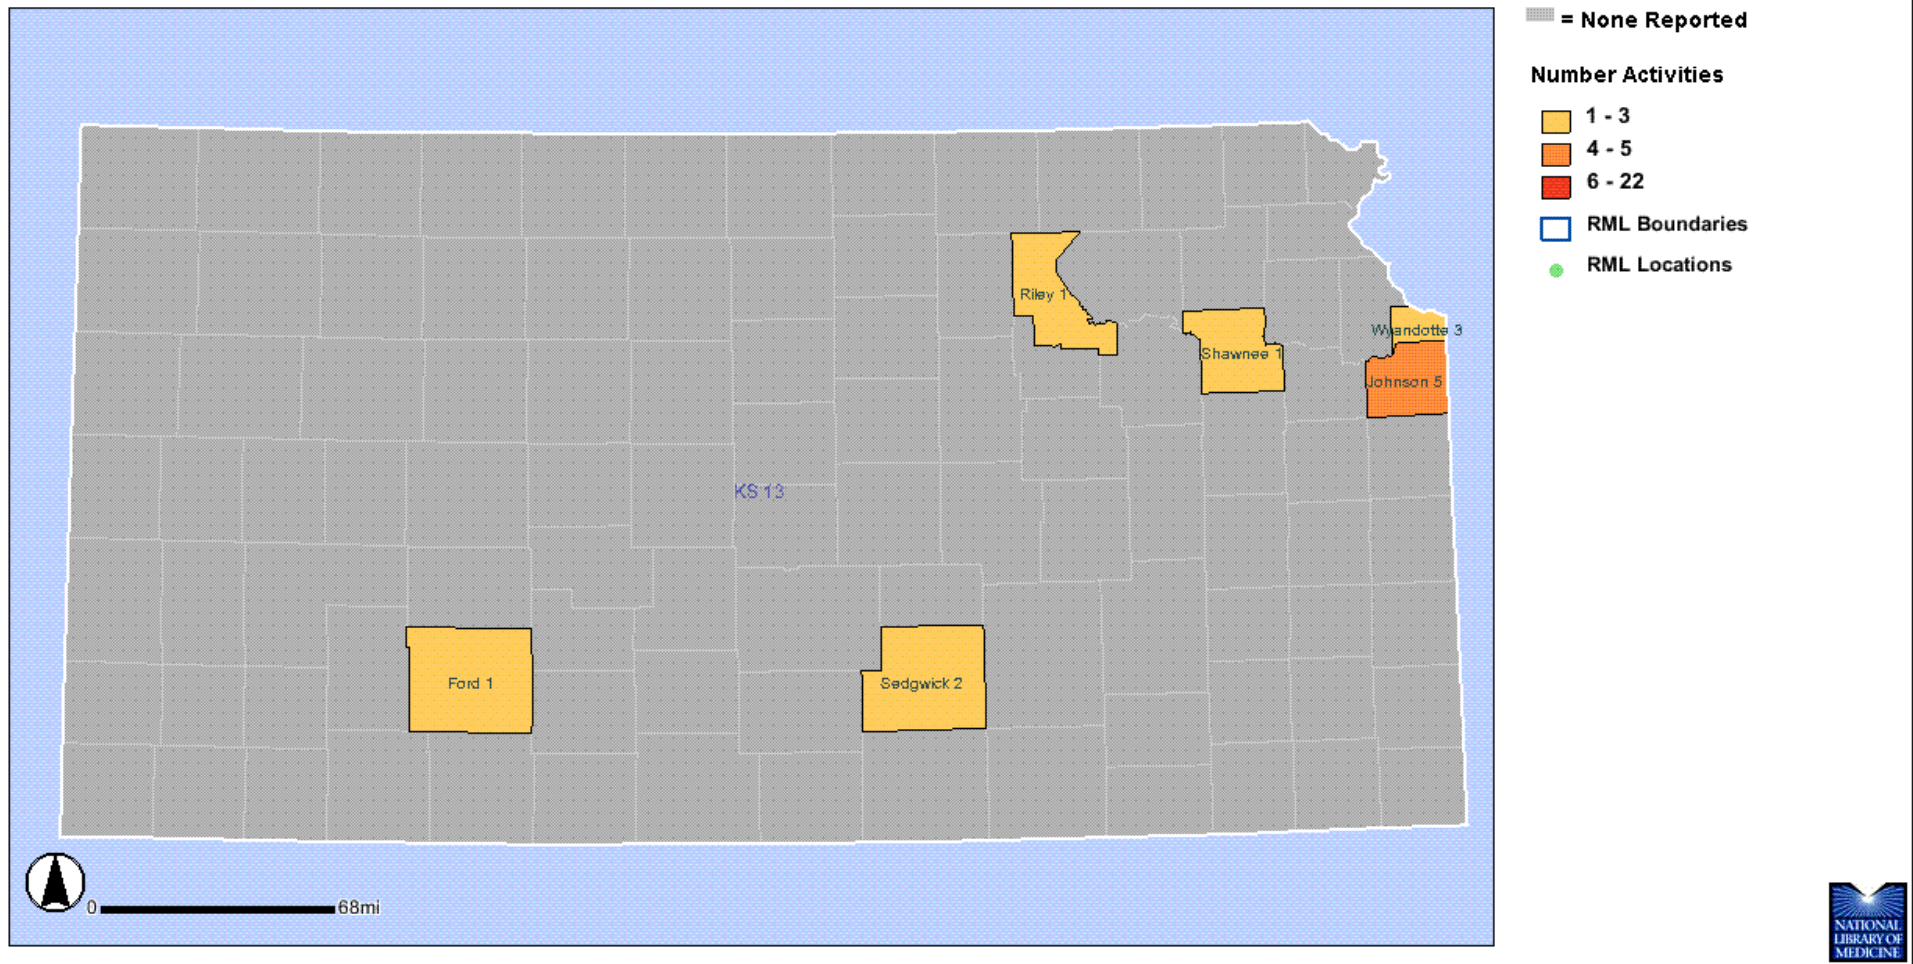 = None Reported
Number Activities
1 - 3
4 - 5
6 - 22
RML Boundaries
RML Locations
Riley 1
Shawnee 1
Wyandotte 3
Johnson 5
KS 13
Ford 1
Sedgwick 2
0 68mi
NATIONAL
LIBRARY OF
MEDICINE